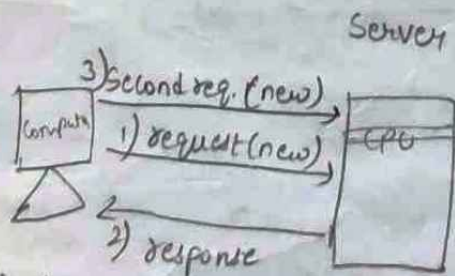 Server
3) Second req. (new)
Computer
1) request (new)
CPU
2) response